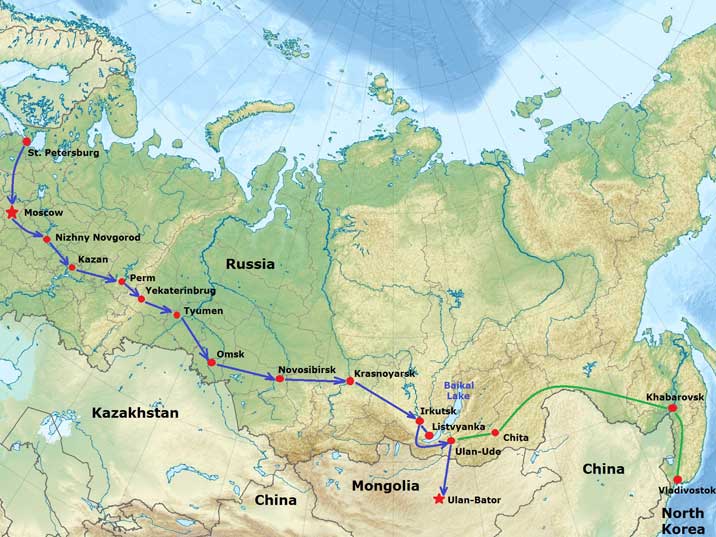 St. Petersburg
Moscow
Nizhny Novgorod
Kazan
Perm
Yekaterinbrug
Tyumen
Russia
Omsk
Novosibirsk
Krasnoyarsk
Baikal
Lake
Irkutsk
Listvyanka
Ulan-Ude
Chita
Khabarovsk
Kazakhstan
China
Mongolia
Ulan-Bator
China
Vladivostok
North
Korea